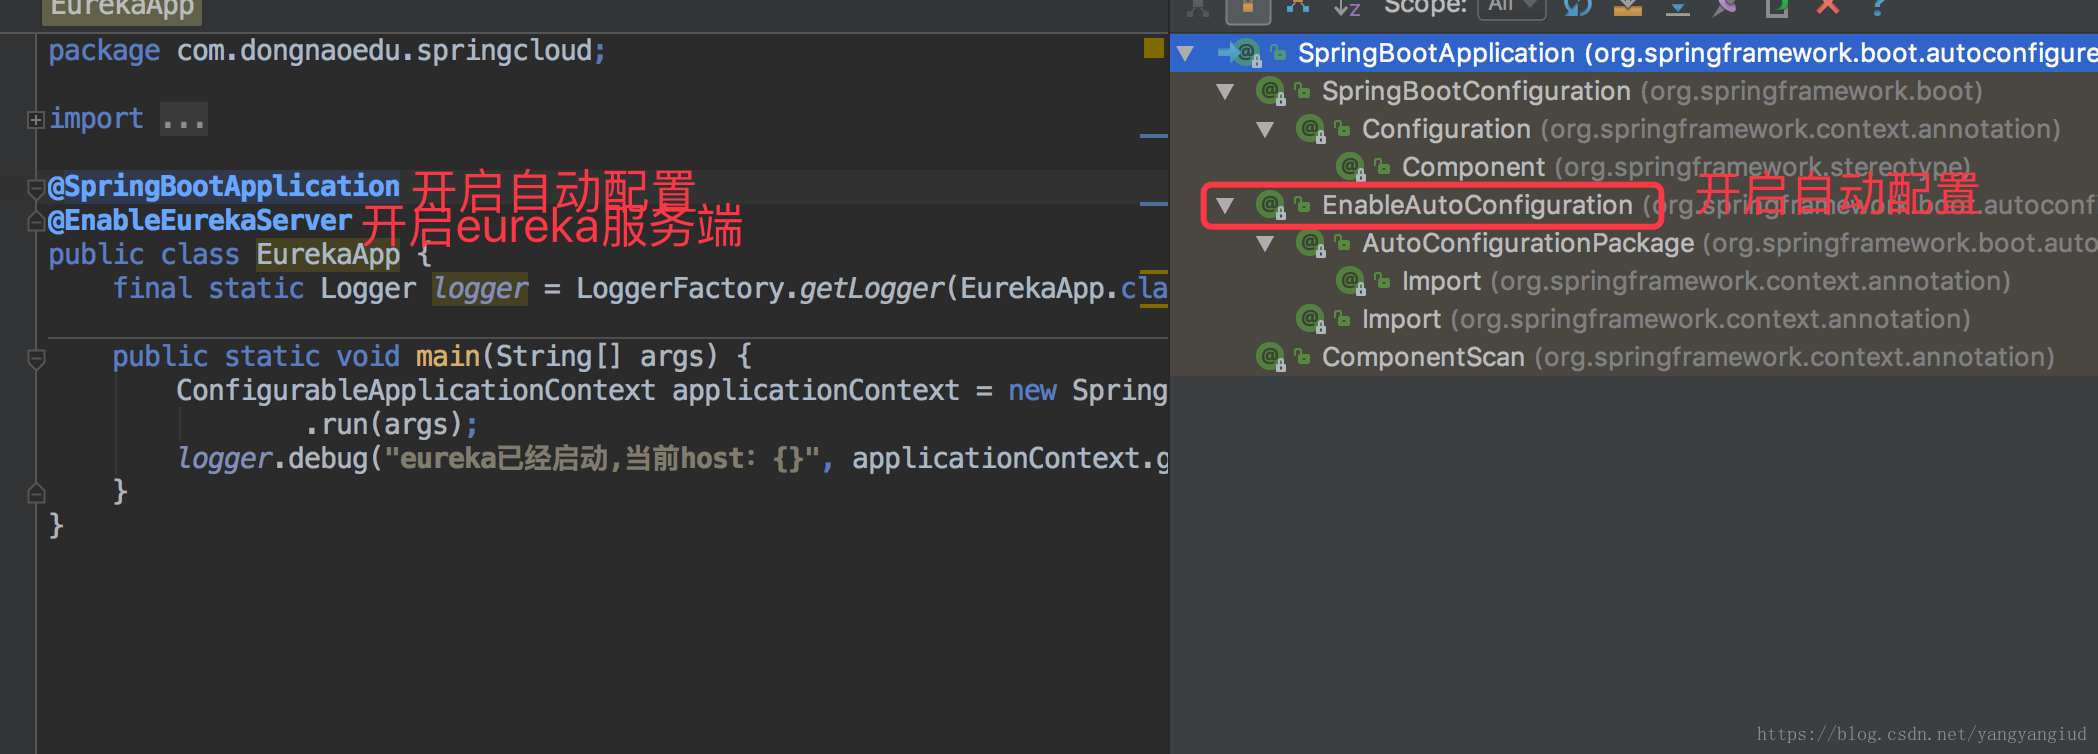 EurekaApp
package com.dongnaoedu.springcloud;
import ...
@SpringBootApplication 开启自动配置
@EnableEurekaServer 开启eureka服务端
public class EurekaApp {
final static Logger logger = LoggerFactory.getLogger(EurekaApp.cla
public static void main(String[] args) {
ConfigurableApplicationContext applicationContext = new Spring
.run(args);
logger.debug("eureka已经启动,当前host: {}", applicationContext.g
}
}
Scope: All
SpringBootApplication (org.springframework.boot.autoconfigure
SpringBootConfiguration (org.springframework.boot)
Configuration (org.springframework.context.annotation)
Component (org.springframework.stereotype)
EnableAutoConfiguration (org.springframework.boot.autoconf
开启自动配置
AutoConfigurationPackage (org.springframework.boot.auto
Import (org.springframework.context.annotation)
Import (org.springframework.context.annotation)
ComponentScan (org.springframework.context.annotation)
https://blog.csdn.net/yangyangiud